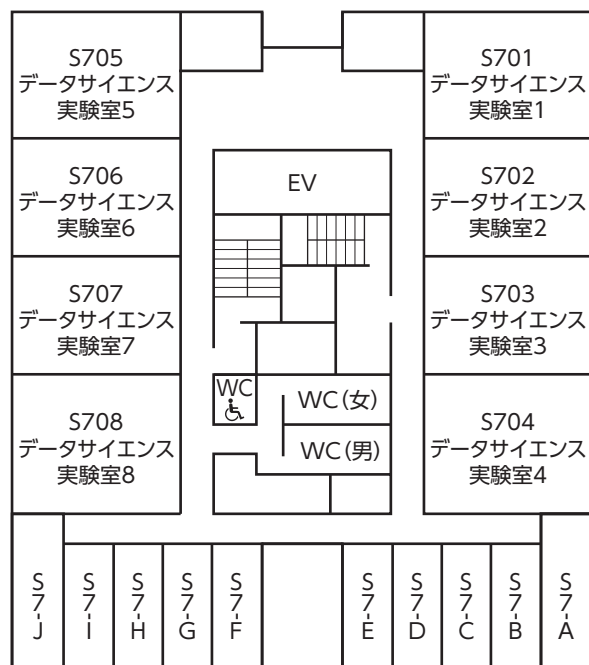 S705
データサイエンス
実験室5
S701
データサイエンス
実験室1
S706
データサイエンス
実験室6
EV
S702
データサイエンス
実験室2
S707
データサイエンス
実験室7
S703
データサイエンス
実験室3
S708
データサイエンス
実験室8
WC
WC(女)
WC(男)
S704
データサイエンス
実験室4
S7-J
S7-I
S7-H
S7-G
S7-F
S7-E
S7-D
S7-C
S7-B
S7-A